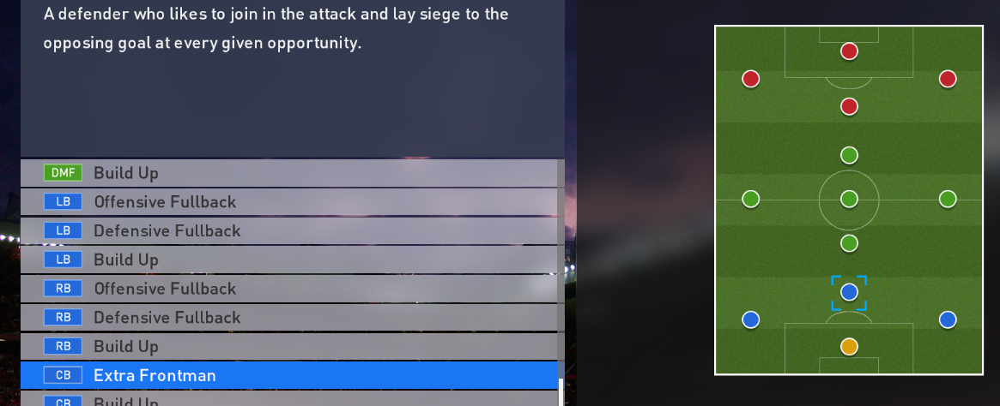 A defender who likes to join in the attack and lay siege to the
opposing goal at every given opportunity.
DMF Build Up
LB Offensive Fullback
LB Defensive Fullback
LB Build Up
RB Offensive Fullback
RB Defensive Fullback
RB Build Up
CB Extra Frontman
CB Build Up